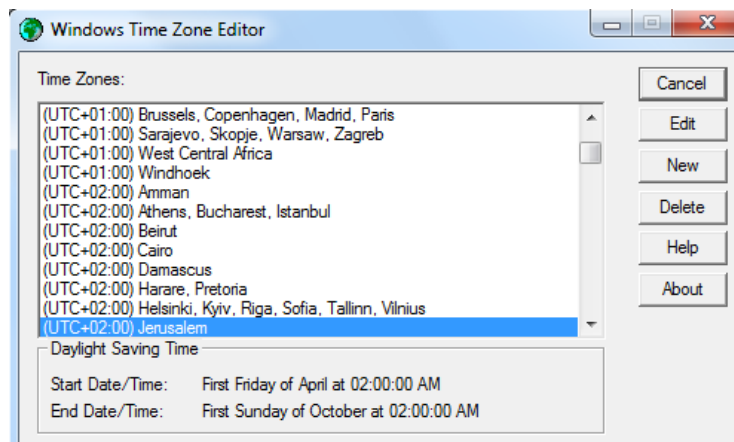 Windows Time Zone Editor
Time Zones:
(UTC+01:00) Brussels, Copenhagen, Madrid, Paris
(UTC+01:00) Sarajevo, Skopje, Warsaw, Zagreb
(UTC+01:00) West Central Africa
(UTC+01:00) Windhoek
(UTC+02:00) Amman
(UTC+02:00) Athens, Bucharest, Istanbul
(UTC+02:00) Beirut
(UTC+02:00) Cairo
(UTC+02:00) Damascus
(UTC+02:00) Harare, Pretoria
(UTC+02:00) Helsinki, Kyiv, Riga, Sofia, Tallinn, Vilnius
(UTC+02:00) Jerusalem
Cancel
Edit
New
Delete
Help
About
Daylight Saving Time
Start Date/Time: First Friday of April at 02:00:00 AM
End Date/Time: First Sunday of October at 02:00:00 AM